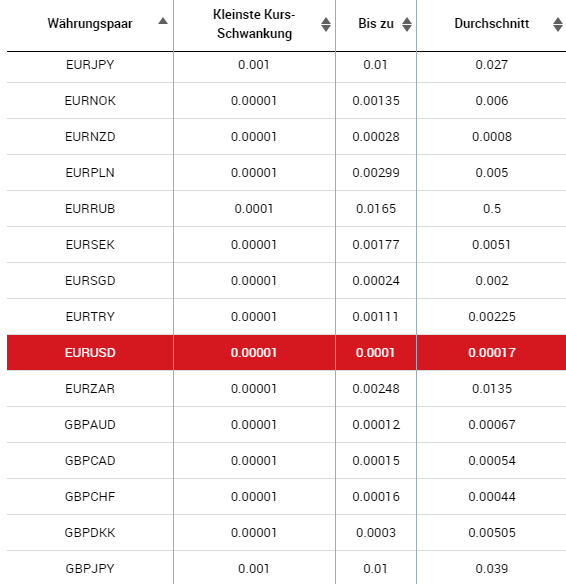 Währungspaar Kleinste Kurs-Schwankung Bis zu Durchschnitt
EURJPY 0.001 0.01 0.027
EURNOK 0.00001 0.00135 0.006
EURNZD 0.00001 0.00028 0.0008
EURPLN 0.00001 0.00299 0.005
EURRUB 0.0001 0.0165 0.5
EURSEK 0.00001 0.00177 0.0051
EURSGD 0.00001 0.00024 0.002
EURTRY 0.00001 0.00111 0.00225
EURUSD 0.00001 0.0001 0.00017
EURZAR 0.00001 0.00248 0.0135
GBPAUD 0.00001 0.00012 0.00067
GBPCAD 0.00001 0.00015 0.00054
GBPCHF 0.00001 0.00016 0.00044
GBPDKK 0.00001 0.0003 0.00505
GBPJPY 0.001 0.01 0.039